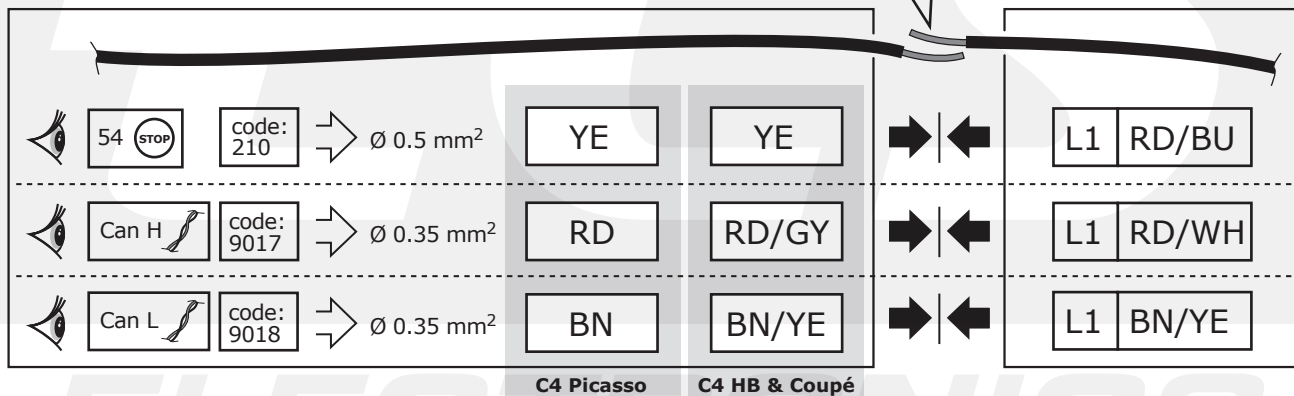 54 STOP code: 210 Ø 0.5 mm² YE YE L1 RD/BU
Can H code: 9017 Ø 0.35 mm² RD RD/GY L1 RD/WH
Can L code: 9018 Ø 0.35 mm² BN BN/YE L1 BN/YE
C4 Picasso C4 HB & Coupé